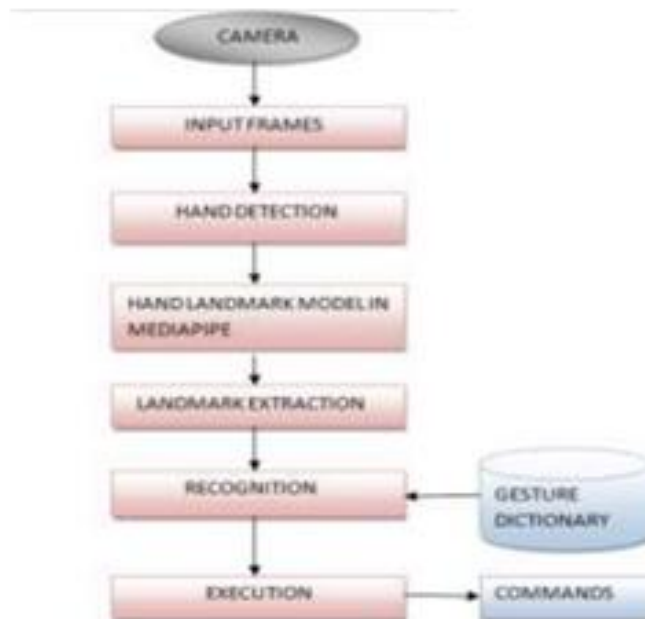 CAMERA
INPUT FRAMES
HAND DETECTION
HAND LANDMARK MODEL IN
MEDIAPIPE
LANDMARK EXTRACTION
RECOGNITION
GESTURE
DICTIONARY
EXECUTION
COMMANDS